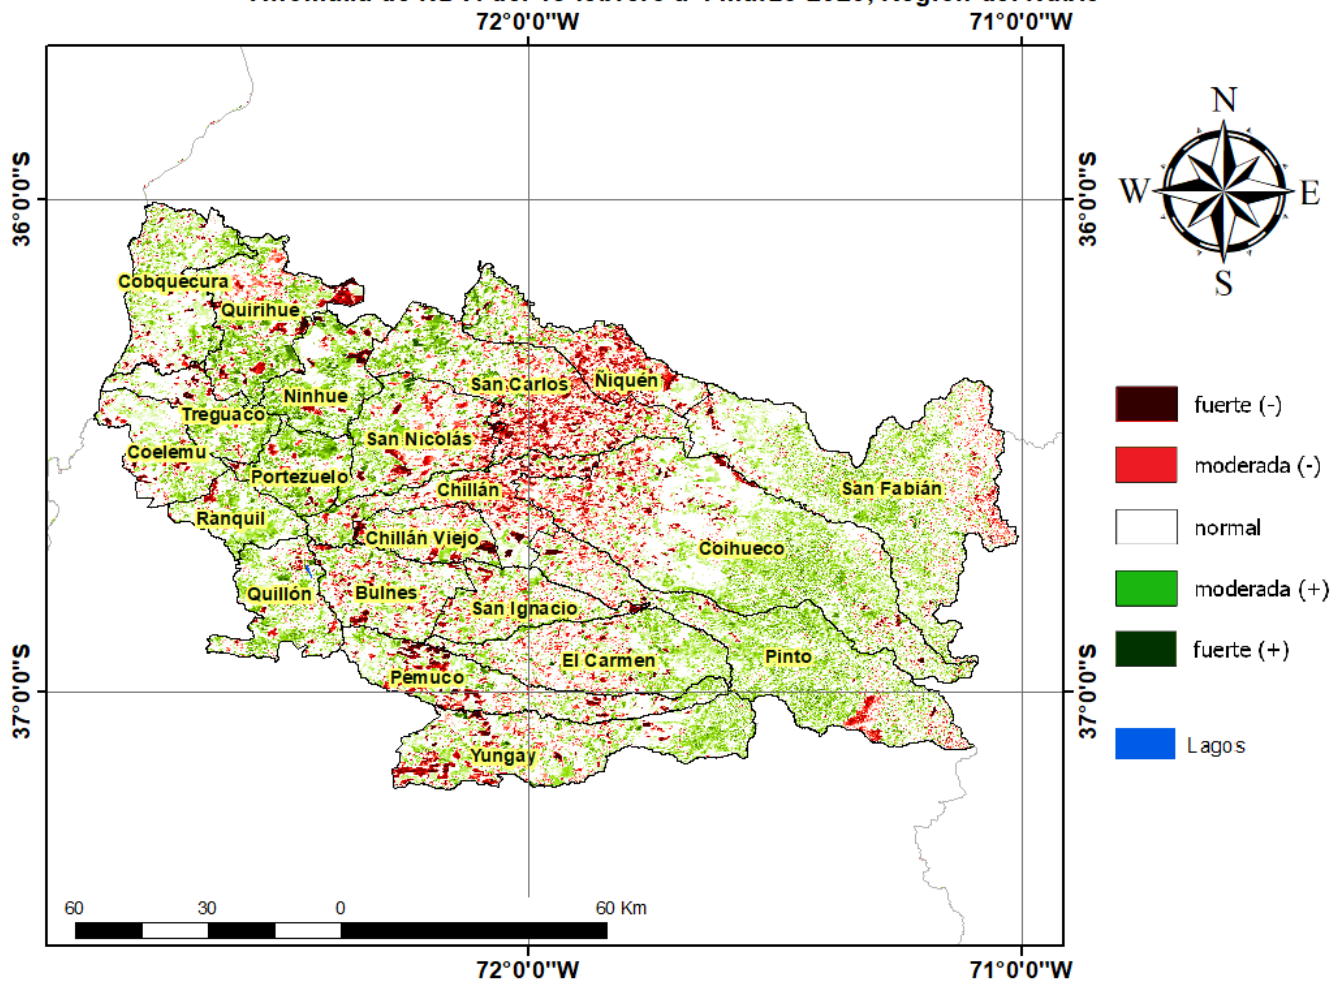 72°0'0"W 71°0'0"W
N
W E
S
36°0'0"S 36°0'0"S
Cobquecura
Quirihue
San Carlos Ñiquén
Ninhue
Treguaco
San Nicolás
Coelemu
Portezuelo
Chillán
San Fabián
Ranquil
Chillán Viejo
Coihueco
Quillón
Bulnes
San Ignacio
El Carmen
Pinto
Pemuco
Yungay
fuerte (-)
moderada (-)
normal
moderada (+)
fuerte (+)
Lagos
37°0'0"S 37°0'0"S
60 30 0 60 Km
72°0'0"W 71°0'0"W